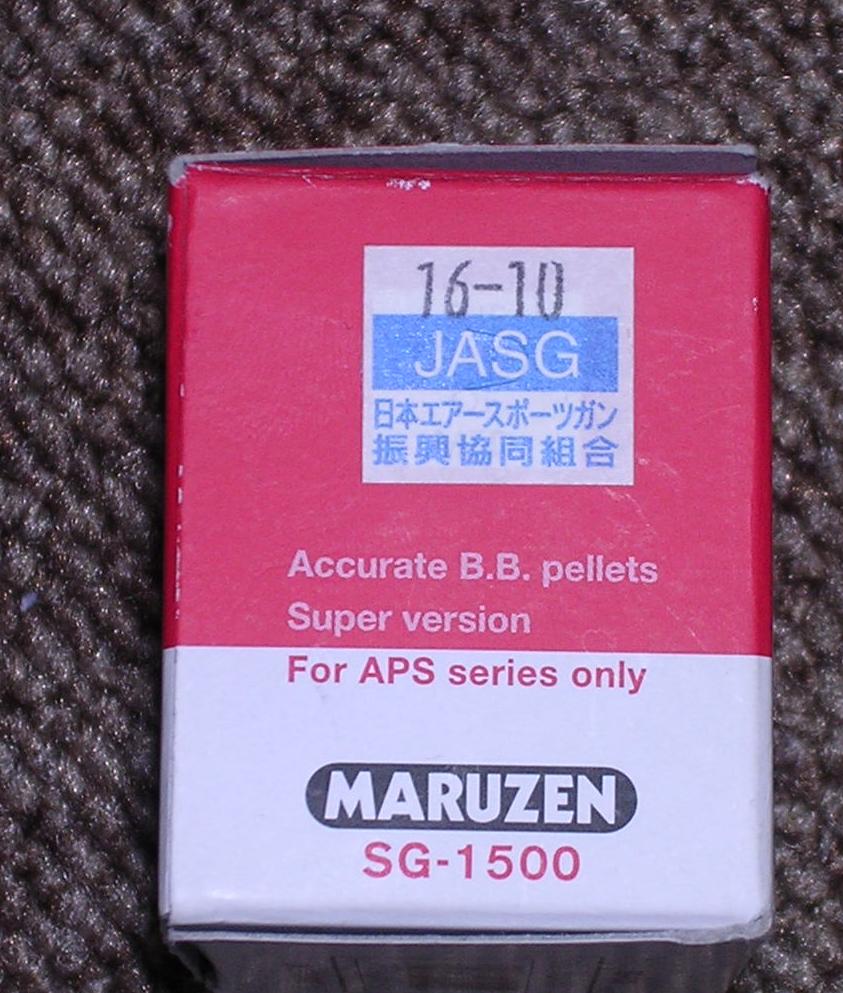 16-10
JASG
日本エアースポーツガン
振興協同組合
Accurate B.B. pellets
Super version
For APS series only
MARUZEN
SG-1500